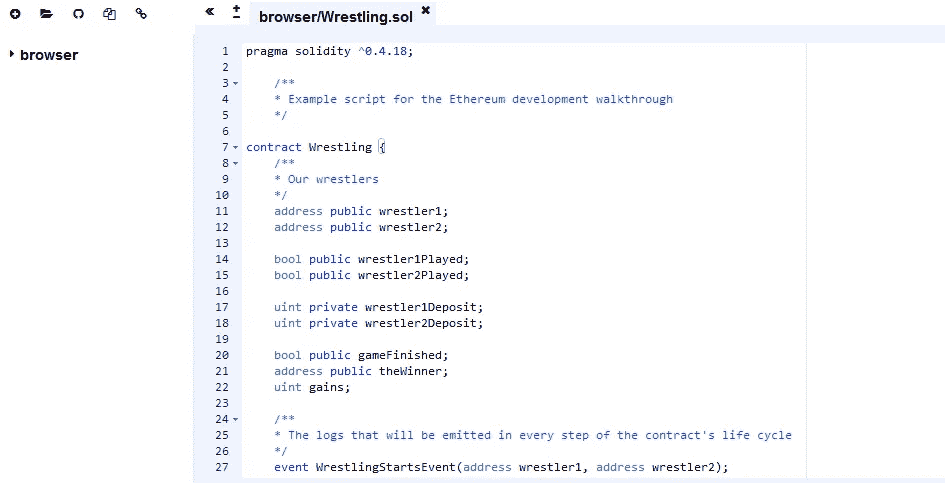 browser/Wrestling.sol
browser
1 pragma solidity ^0.4.18;
2
3 /**
4 * Example script for the Ethereum development walkthrough
5 */
6
7 contract Wrestling {
8 /**
9 * Our wrestlers
10 */
11 address public wrestler1;
12 address public wrestler2;
13
14 bool public wrestler1Played;
15 bool public wrestler2Played;
16
17 uint private wrestler1Deposit;
18 uint private wrestler2Deposit;
19
20 bool public gameFinished;
21 address public theWinner;
22 uint gains;
23
24 /**
25 * The logs that will be emitted in every step of the contract's life cycle
26 */
27 event WrestlingStartsEvent(address wrestler1, address wrestler2);